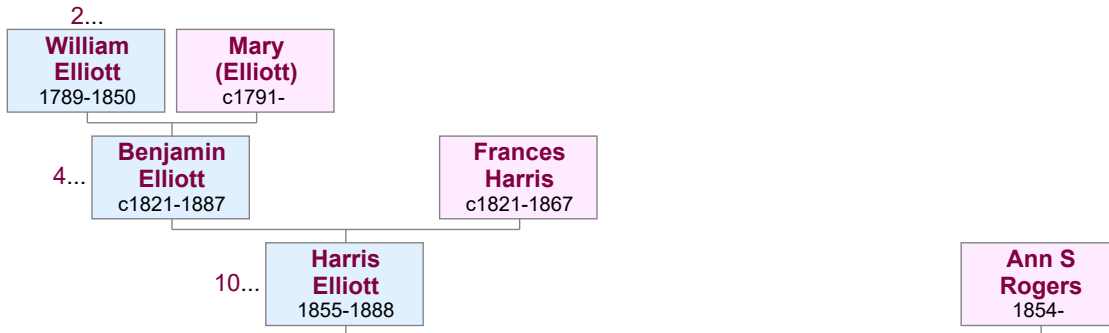 2...
William
Elliott
1789-1850
Mary
(Elliott)
c1791-
4...
Benjamin
Elliott
c1821-1887
Frances
Harris
c1821-1867
10...
Harris
Elliott
1855-1888
Ann S
Rogers
1854-